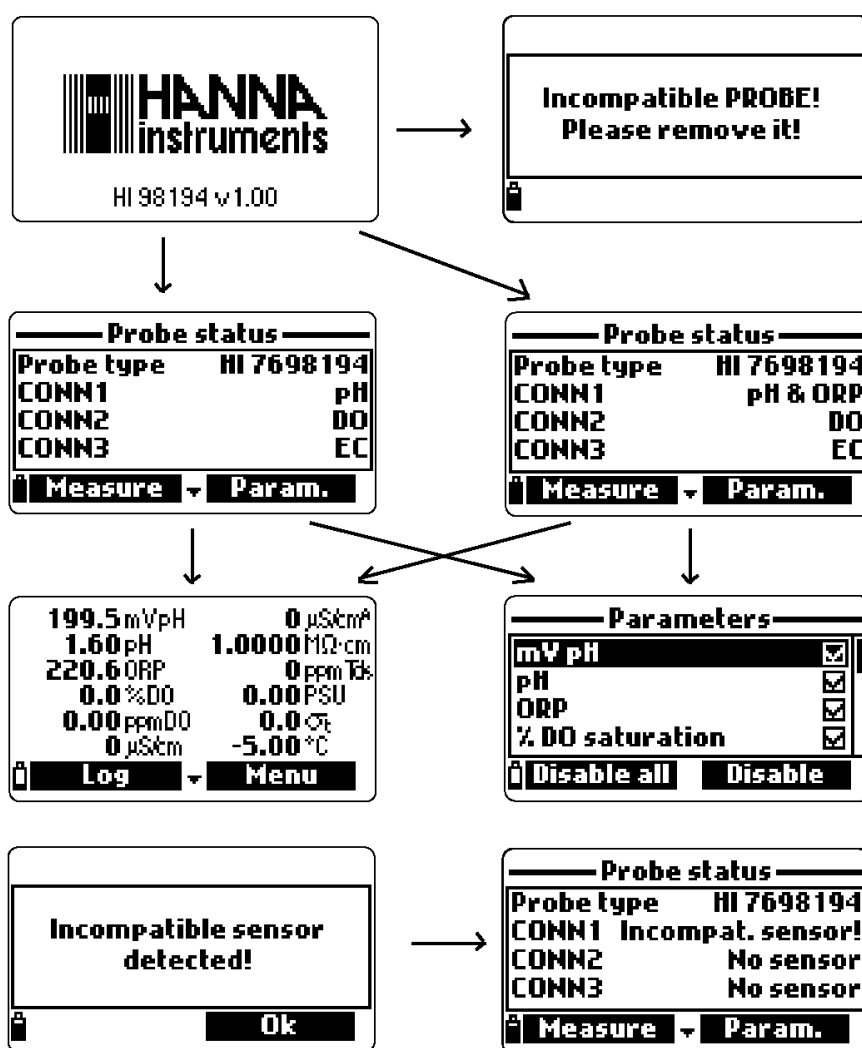 HANNA
instruments
HI 98194 v1.00
Incompatible PROBE!
Please remove it!
Probe status
Probe type HI 7698194
CONN1 pH
CONN2 DO
CONN3 EC
Measure Param.
Probe status
Probe type HI 7698194
CONN1 pH & ORP
CONN2 DO
CONN3 EC
Measure Param.
199.5 mVpH 0 µS/cmᴬ
1.60 pH 1.0000 MΩ·cm
220.6 ORP 0 ppm Tds
0.0 %DO 0.00 PSU
0.00 ppmDO 0.0 σt
0 µS/cm -5.00 °C
Log Menu
Parameters
mV pH
pH
ORP
% DO saturation
Disable all Disable
Incompatible sensor
detected!
Ok
Probe status
Probe type HI 7698194
CONN1 Incompat. sensor!
CONN2 No sensor
CONN3 No sensor
Measure Param.